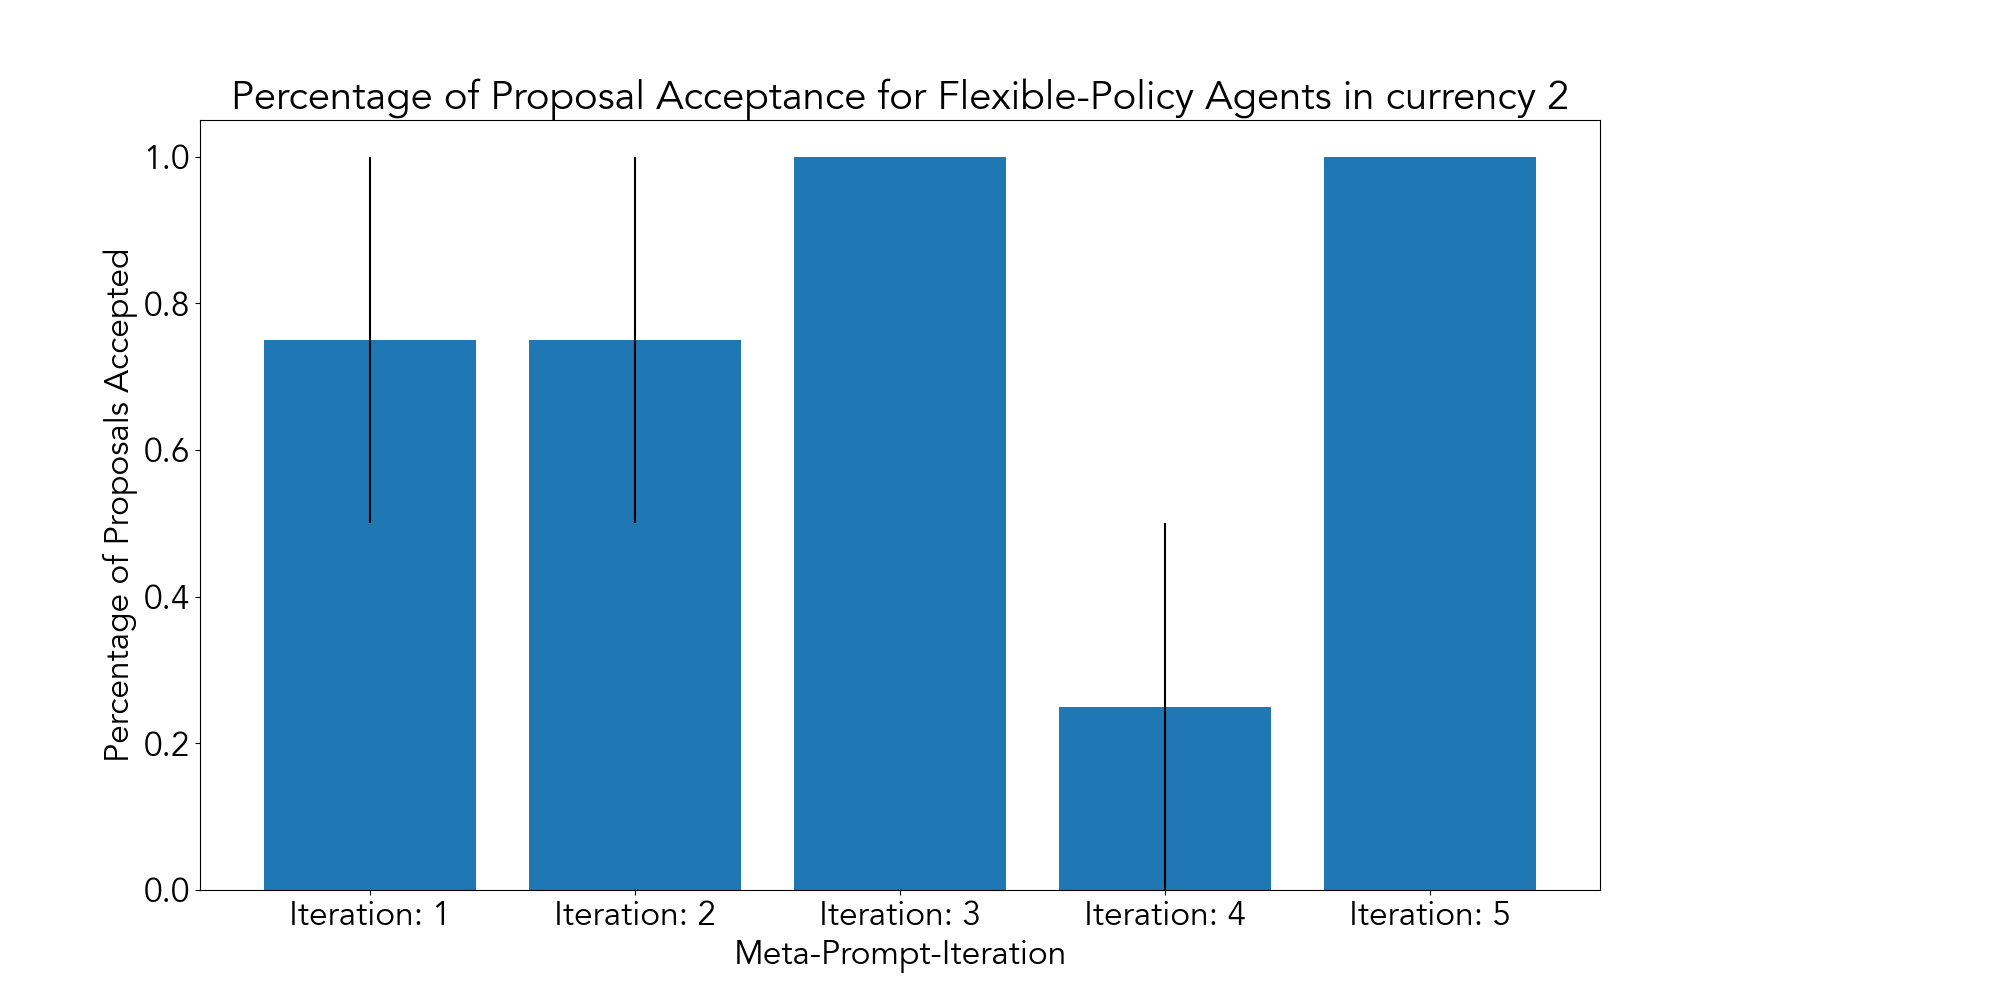 Percentage of Proposal Acceptance for Flexible-Policy Agents in currency 2
Percentage of Proposals Accepted
1.0
0.8
0.6
0.4
0.2
0.0
Iteration: 1
Iteration: 2
Iteration: 3
Iteration: 4
Iteration: 5
Meta-Prompt-Iteration